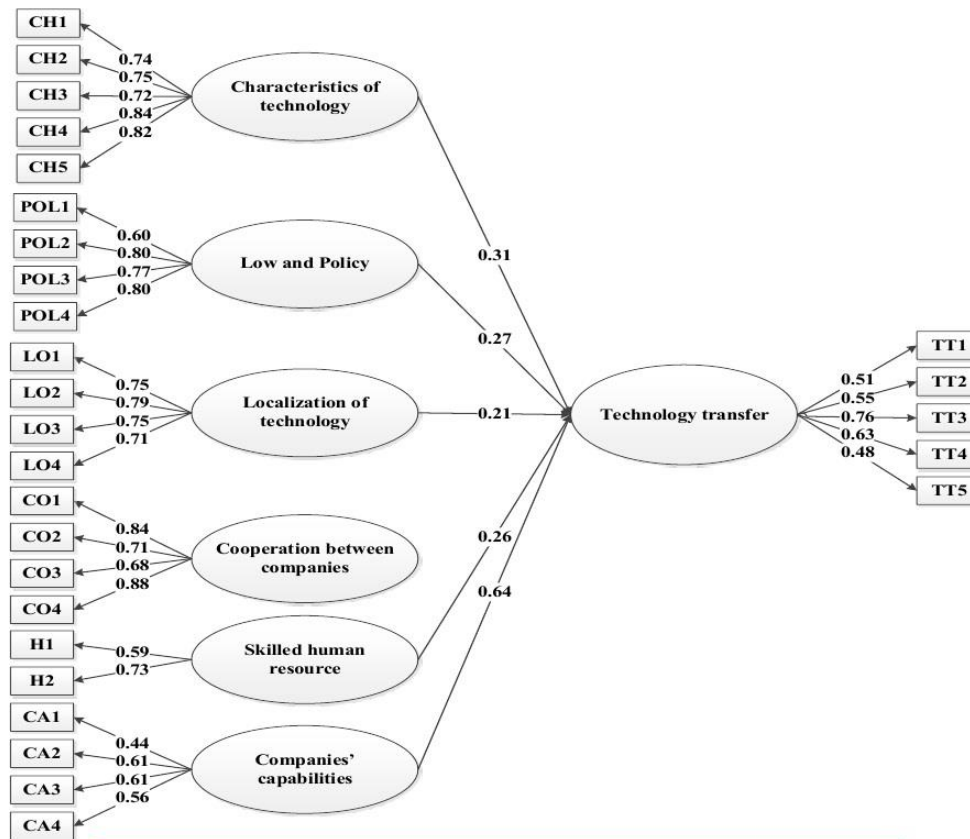 CH1
CH2
CH3
CH4
CH5
0.74
0.75
0.72
0.84
0.82
Characteristics of
technology
POL1
POL2
POL3
POL4
0.60
0.80
0.77
0.80
Low and Policy
LO1
LO2
LO3
LO4
0.75
0.79
0.75
0.71
Localization of
technology
CO1
CO2
CO3
CO4
0.84
0.71
0.68
0.88
Cooperation between
companies
H1
H2
0.59
0.73
Skilled human
resource
CA1
CA2
CA3
CA4
0.44
0.61
0.61
0.56
Companies’
capabilities
0.31
0.27
0.21
0.26
0.64
Technology transfer
0.51
0.55
0.76
0.63
0.48
TT1
TT2
TT3
TT4
TT5